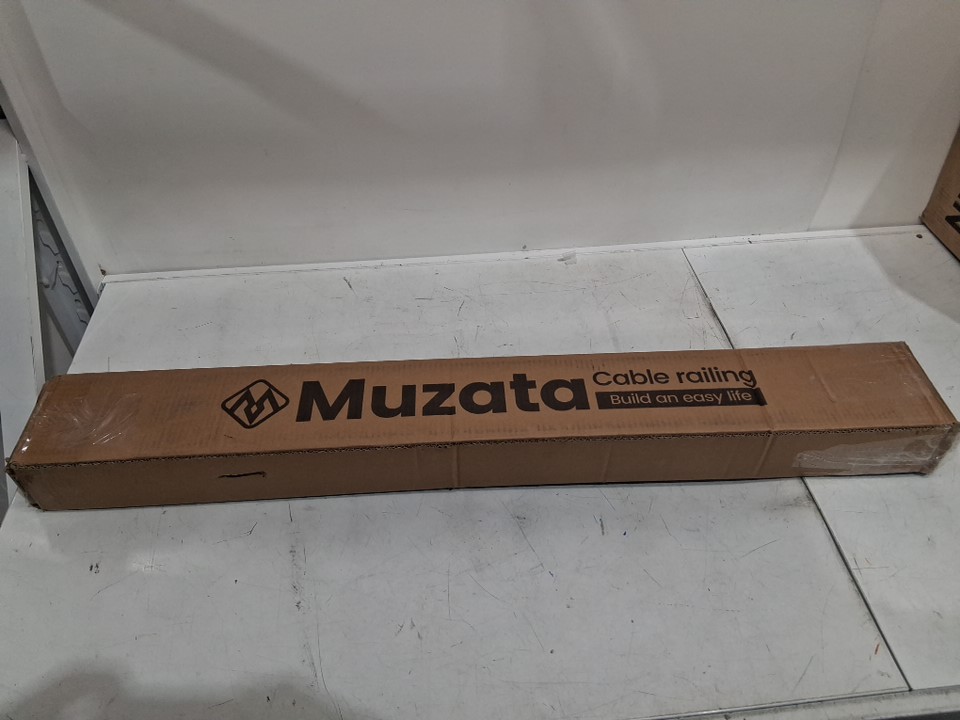 Muzata
Cable railing
Build an easy life